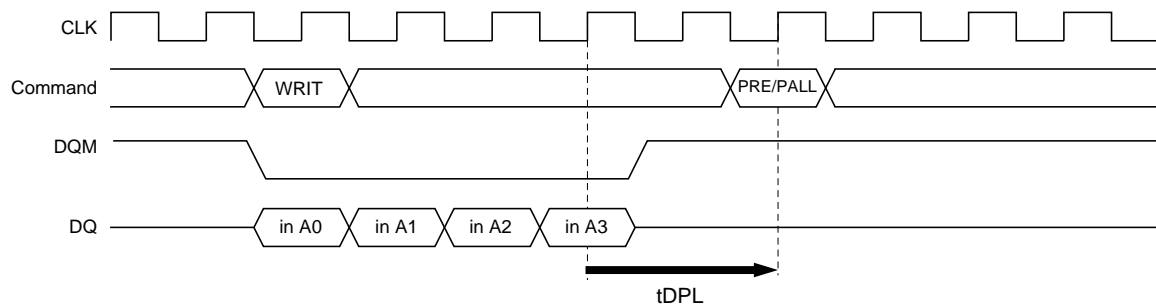 CLK
Command
WRIT
PRE/PALL
DQM
DQ
in A0
in A1
in A2
in A3
tDPL